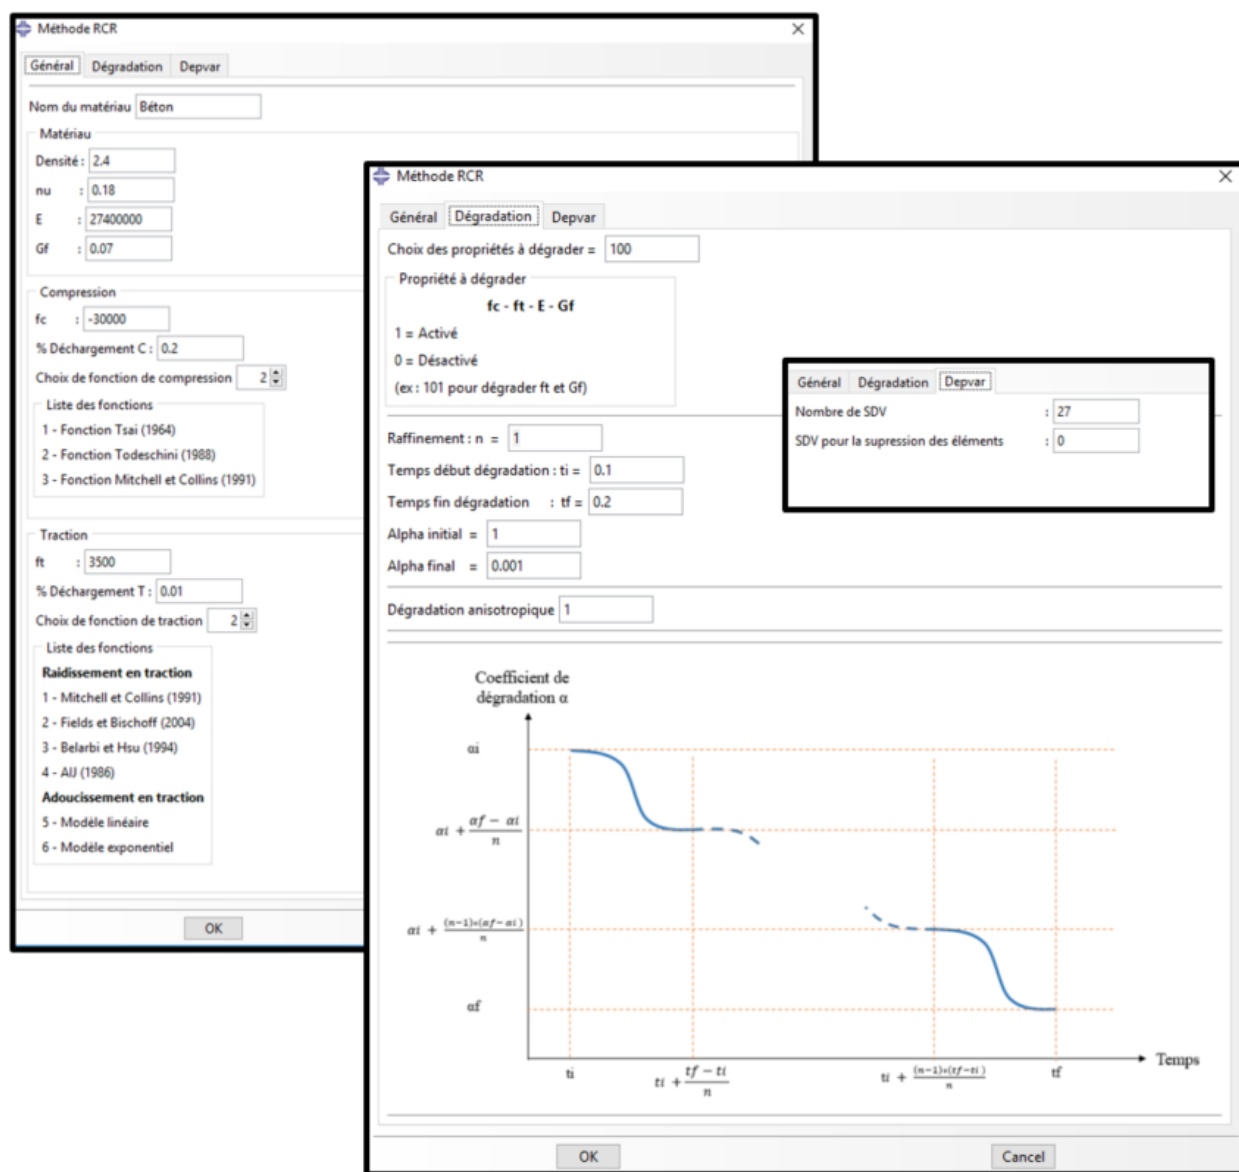 Méthode RCR
Général Dégradation Depvar
Nom du matériau Béton
Matériau
Densité : 2.4
nu : 0.18
E : 27400000
Gf : 0.07
Compression
fc : -30000
% Déchargement C : 0.2
Choix de fonction de compression 2
Liste des fonctions
1 - Fonction Tsai (1964)
2 - Fonction Todeschini (1988)
3 - Fonction Mitchell et Collins (1991)
Traction
ft : 3500
% Déchargement T : 0.01
Choix de fonction de traction 2
Liste des fonctions
Raidissement en traction
1 - Mitchell et Collins (1991)
2 - Fields et Bischoff (2004)
3 - Belarbi et Hsu (1994)
4 - AIJ (1986)
Adoucissement en traction
5 - Modèle linéaire
6 - Modèle exponentiel
OK
Méthode RCR
Général Dégradation Depvar
Choix des propriétés à dégrader = 100
Propriété à dégrader
fc - ft - E - Gf
1 = Activé
0 = Désactivé
(ex : 101 pour dégrader ft et Gf)
Raffinement : n = 1
Temps début dégradation : ti = 0.1
Temps fin dégradation : tf = 0.2
Alpha initial = 1
Alpha final = 0.001
Dégradation anisotropique 1
Général Dégradation Depvar
Nombre de SDV : 27
SDV pour la supression des éléments : 0
Coefficient de
dégradation α
αi
αi + (αf − αi)/n
αi + ((n−1)*(αf−αi))/n
αf
ti
ti + (tf − ti)/n
ti + ((n−1)*(tf−ti))/n
tf
Temps
OK Cancel